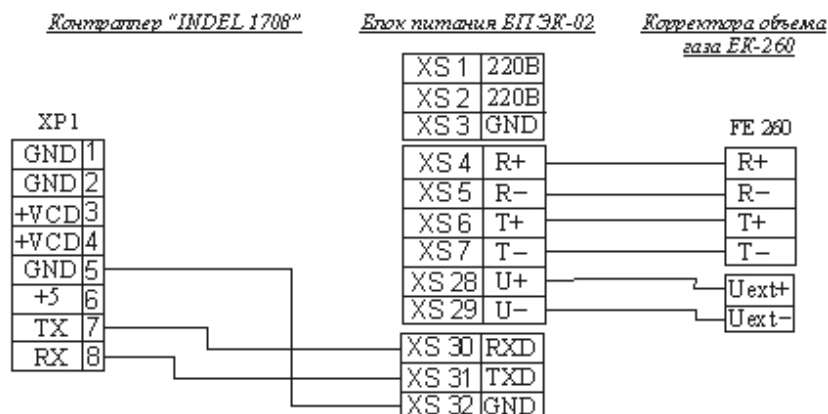 Контроллер "INDEL 1708"
Блок питания БП ЭК-02
Корректора объема
газа ЕК-260
XP1
GND 1
GND 2
+VCD 3
+VCD 4
GND 5
+5 6
TX 7
RX 8
XS 1 220В
XS 2 220В
XS 3 GND
XS 4 R+
XS 5 R−
XS 6 T+
XS 7 T−
XS 28 U+
XS 29 U−
XS 30 RXD
XS 31 TXD
XS 32 GND
FE 260
R+
R−
T+
T−
Uext+
Uext−